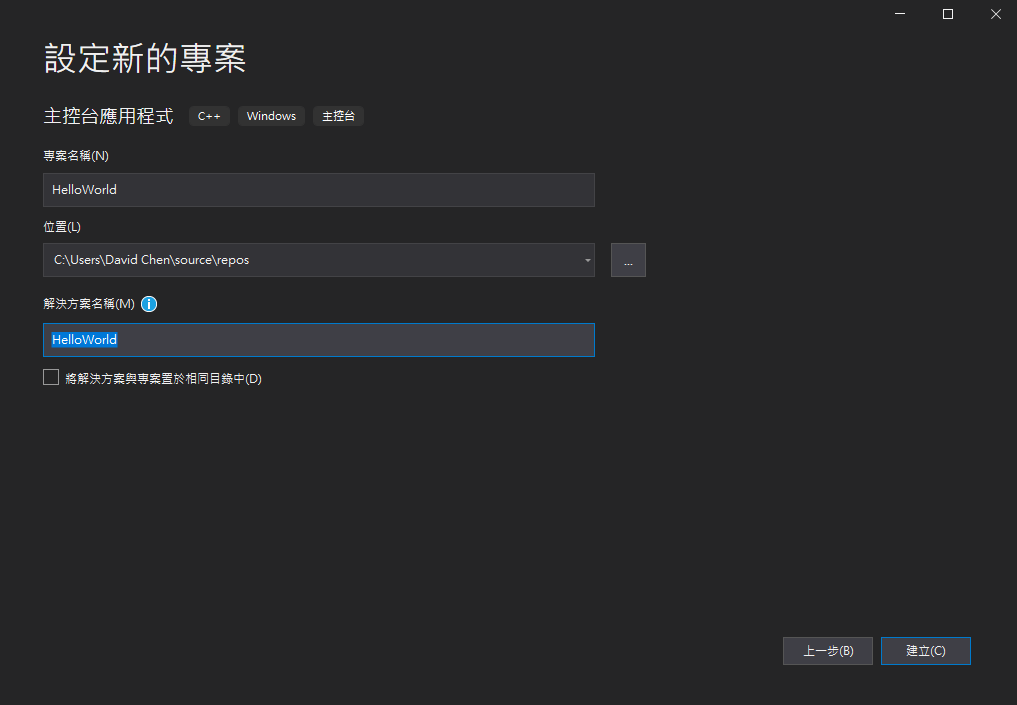 設定新的專案
主控台應用程式 C++ Windows 主控台
專案名稱(N)
HelloWorld
位置(L)
C:\Users\David Chen\source\repos ...
解決方案名稱(M)
HelloWorld
將解決方案與專案置於相同目錄中(D)
上一步(B) 建立(C)